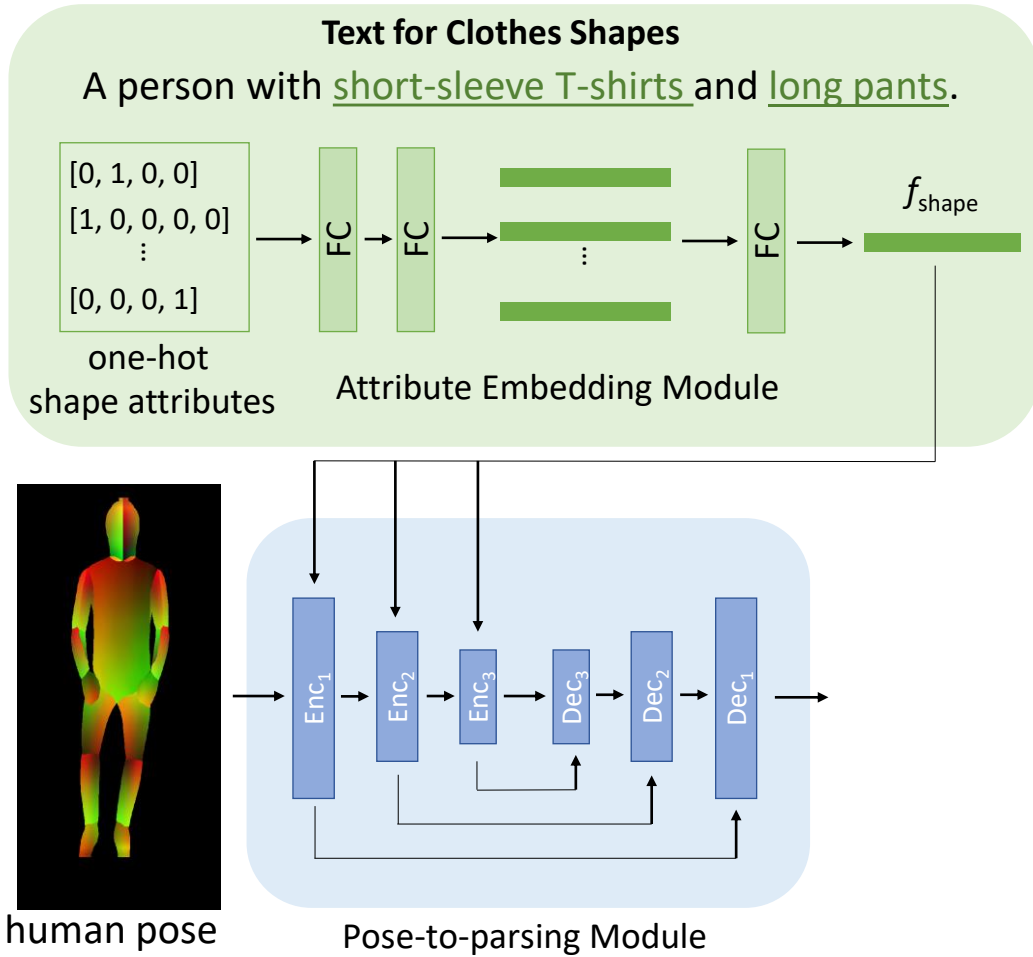 Text for Clothes Shapes
A person with short-sleeve T-shirts and long pants.
[0, 1, 0, 0]
[1, 0, 0, 0, 0]
⋮
[0, 0, 0, 1]
one-hot
shape attributes
FC
FC
⋮
FC
f_shape
Attribute Embedding Module
Enc₁
Enc₂
Enc₃
Dec₃
Dec₂
Dec₁
human pose
Pose-to-parsing Module